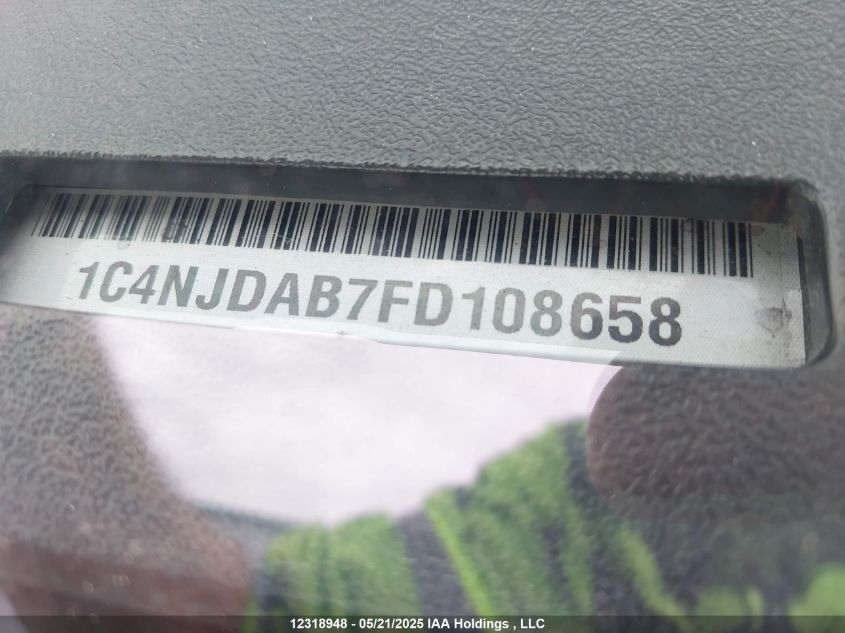 1C4NJDAB7FD108658
12318948 - 05/21/2025 IAA Holdings , LLC